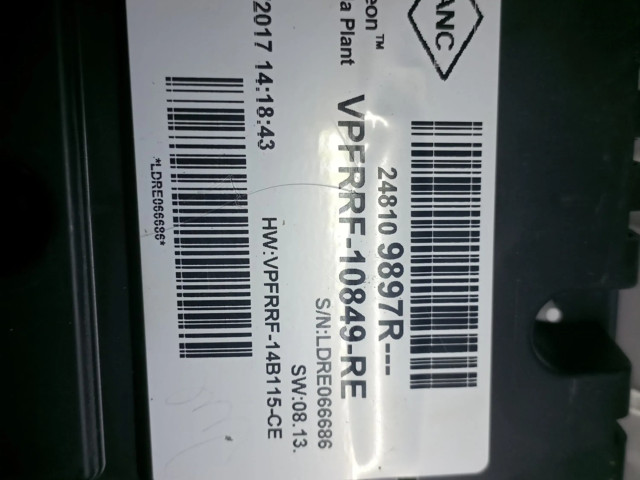 ANC
24810 9897R---
eon™
a Plant
VPFRRF-10849-RE
S/N:LDRE066686
SW:08.13.
/2017 14:18:43
HW:VPFRRF-14B115-CE
*LDRE066686*